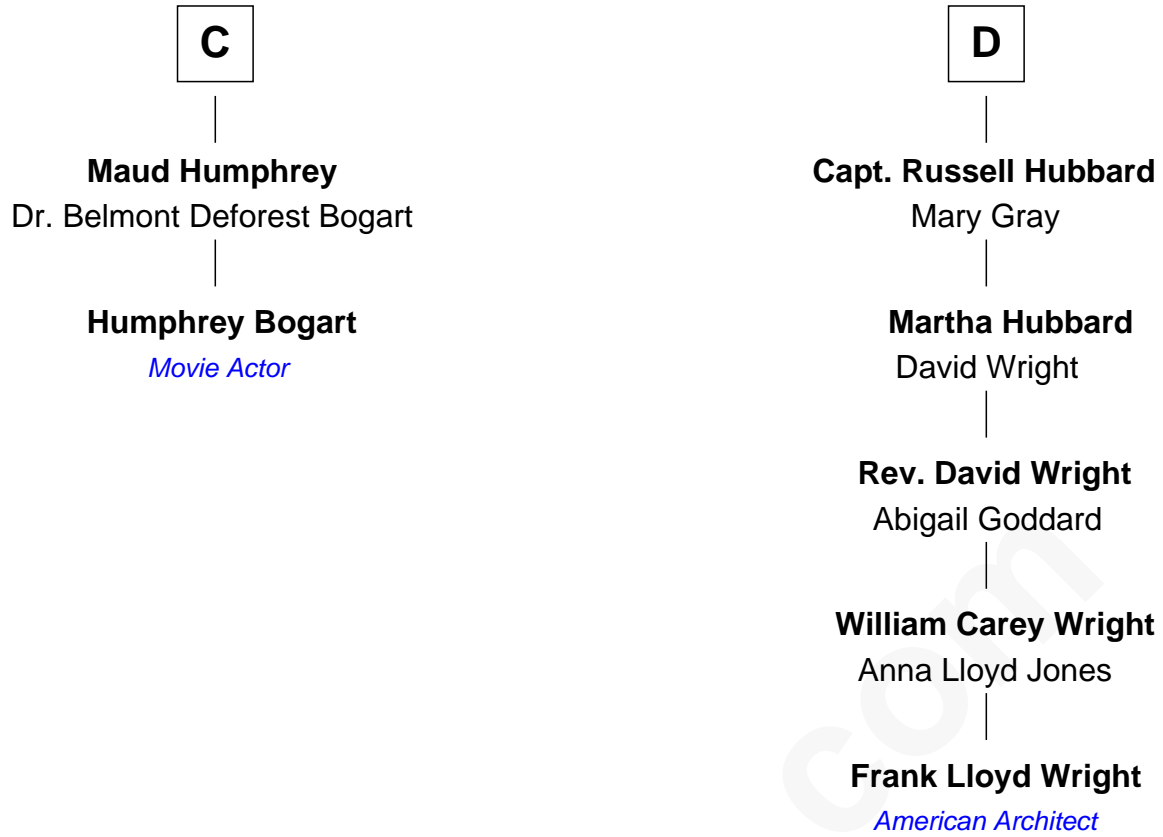 C
Maud Humphrey
Dr. Belmont Deforest Bogart
Humphrey Bogart
Movie Actor
D
Capt. Russell Hubbard
Mary Gray
Martha Hubbard
David Wright
Rev. David Wright
Abigail Goddard
William Carey Wright
Anna Lloyd Jones
Frank Lloyd Wright
American Architect
com